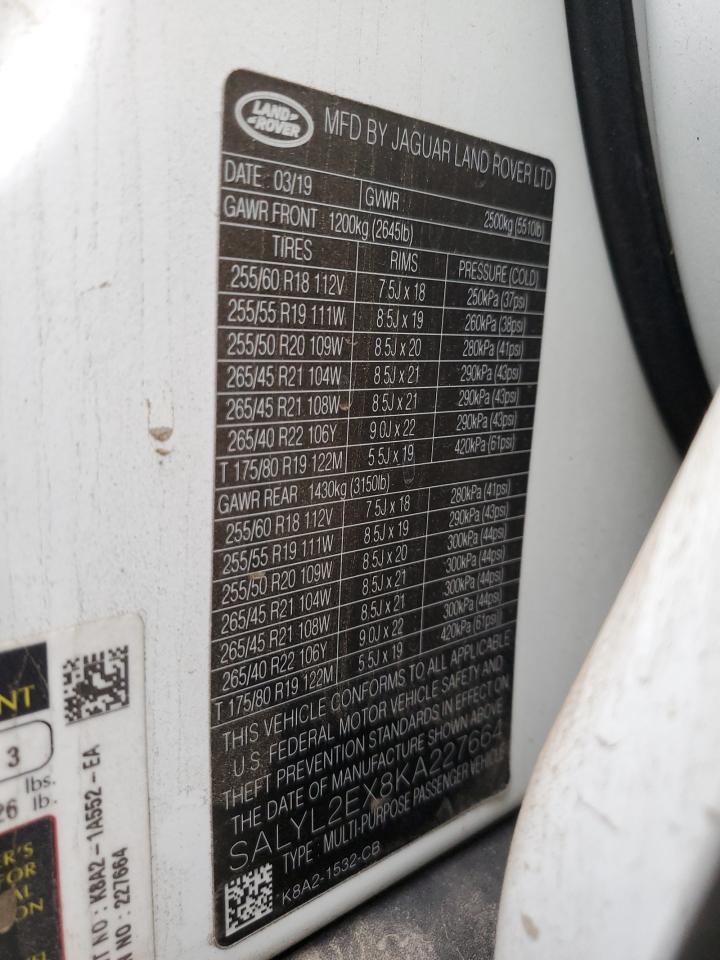 LAND ROVER
MFD BY JAGUAR LAND ROVER LTD
DATE: 03/19 GVWR: 2500kg (5510lb)
GAWR FRONT 1200kg (2645lb)
TIRES RIMS PRESSURE (COLD)
255/60 R18 112V 7.5J x 18 250kPa (37psi)
255/55 R19 111W 8.5J x 19 260kPa (38psi)
255/50 R20 109W 8.5J x 20 280kPa (41psi)
265/45 R21 104W 8.5J x 21 290kPa (43psi)
265/45 R21 108W 8.5J x 21 290kPa (43psi)
265/40 R22 106Y 9.0J x 22 290kPa (43psi)
T 175/80 R19 122M 5.5J x 19 420kPa (61psi)
GAWR REAR 1430kg (3150lb)
255/60 R18 112V 7.5J x 18 280kPa (41psi)
255/55 R19 111W 8.5J x 19 290kPa (43psi)
255/50 R20 109W 8.5J x 20 300kPa (44psi)
265/45 R21 104W 8.5J x 21 300kPa (44psi)
265/45 R21 108W 8.5J x 21 300kPa (44psi)
265/40 R22 106Y 9.0J x 22 300kPa (44psi)
T 175/80 R19 122M 5.5J x 19 420kPa (61psi)
THIS VEHICLE CONFORMS TO ALL APPLICABLE
U.S. FEDERAL MOTOR VEHICLE SAFETY AND
THEFT PREVENTION STANDARDS IN EFFECT ON
THE DATE OF MANUFACTURE SHOWN ABOVE
SALYL2EX8KA227664
TYPE: MULTI-PURPOSE PASSENGER VEHICLE
K8A2-1532-CB
NT
3
lbs.
26 lb.
ER'S
FOR
AL
ON
RT NO: K8A2-1A552-EA
N NO: 227664